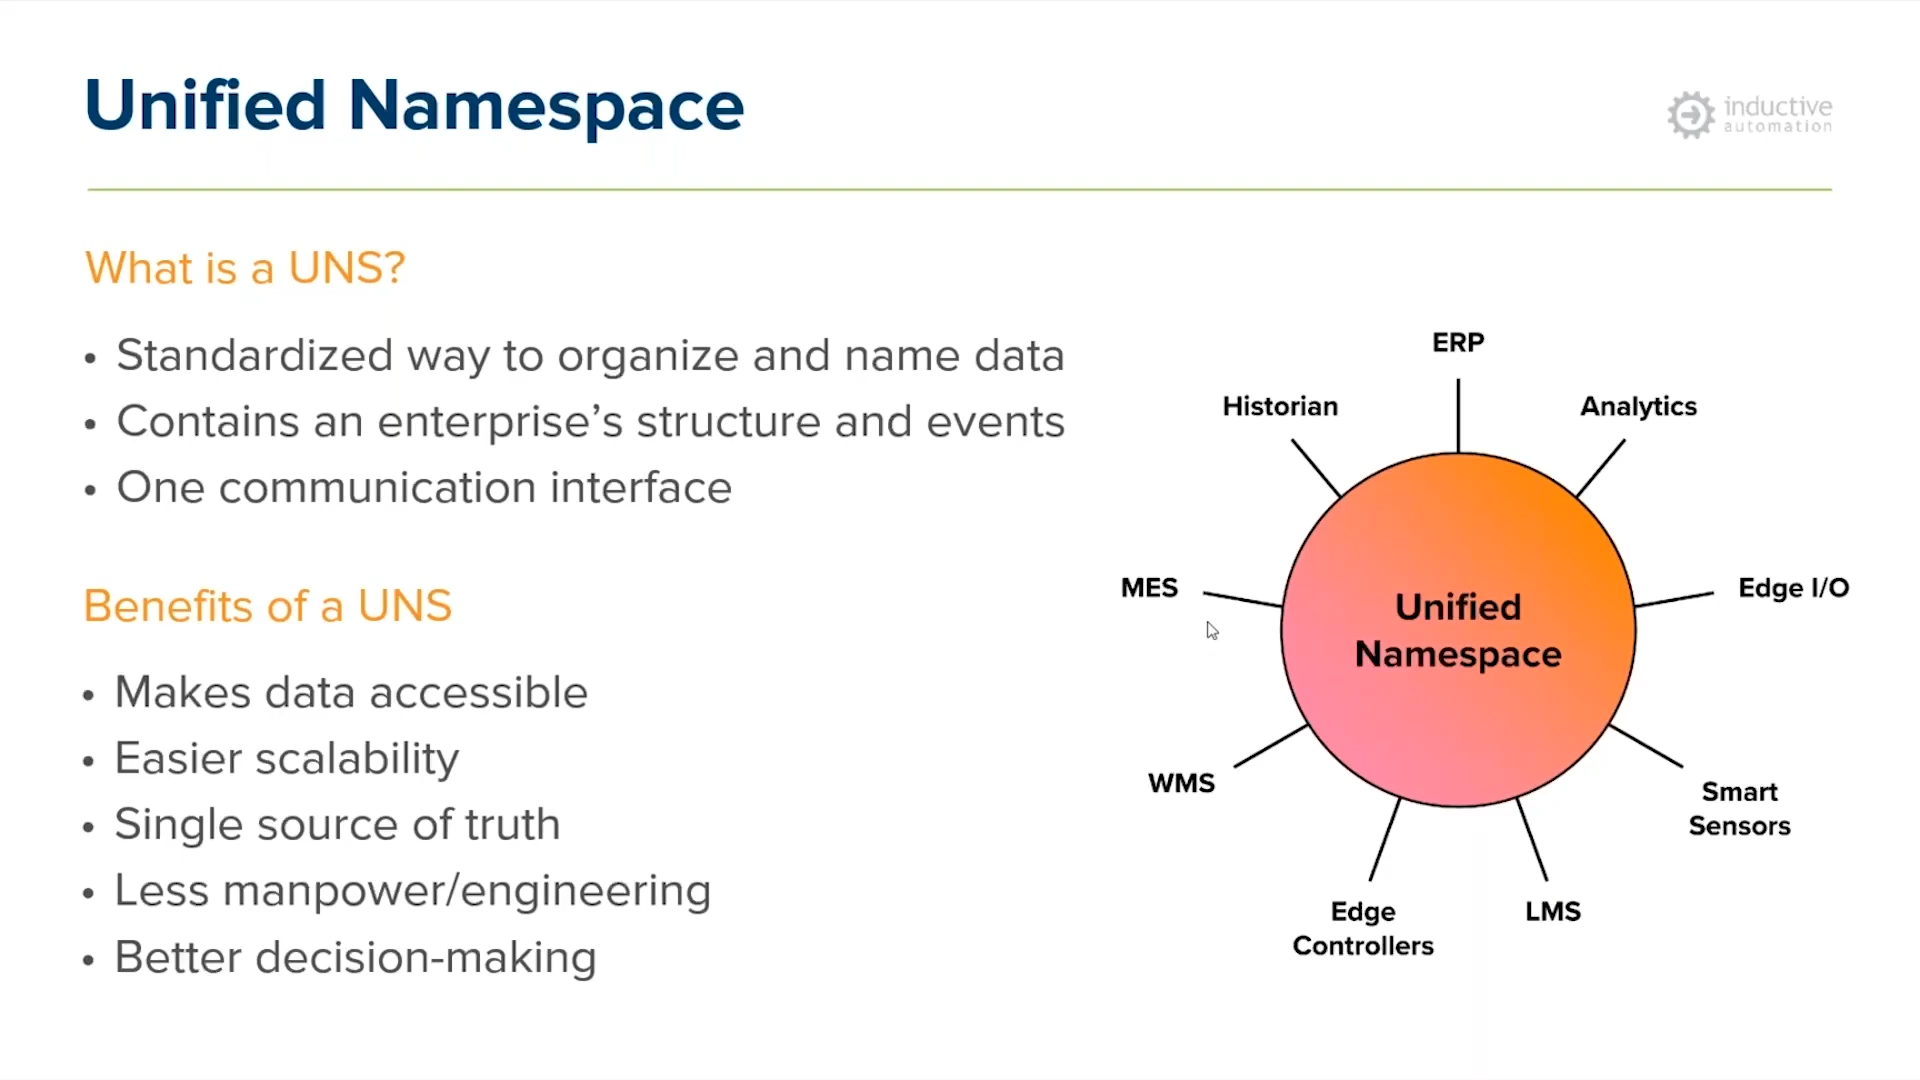 Unified Namespace
inductive
automation
What is a UNS?
• Standardized way to organize and name data
• Contains an enterprise’s structure and events
• One communication interface
Benefits of a UNS
• Makes data accessible
• Easier scalability
• Single source of truth
• Less manpower/engineering
• Better decision-making
ERP
Historian
Analytics
MES
Edge I/O
Unified
Namespace
WMS
Smart
Sensors
Edge
Controllers
LMS